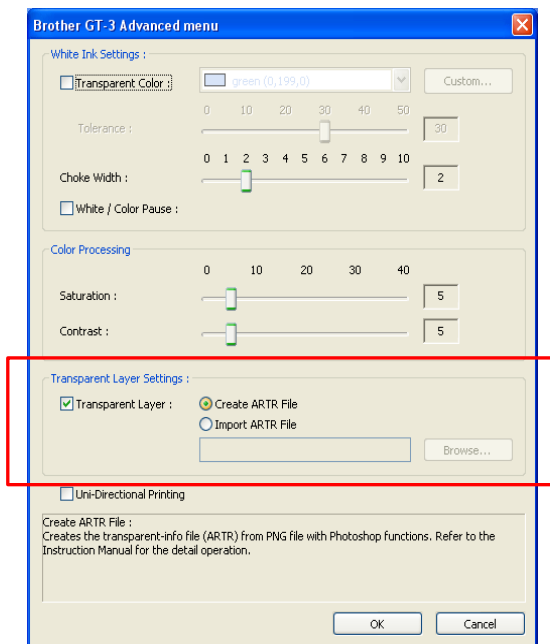 Brother GT-3 Advanced menu
White Ink Settings :
Transparent Color : green (0,199,0) Custom...
0 10 20 30 40 50
Tolerance : 30
0 1 2 3 4 5 6 7 8 9 10
Choke Width : 2
White / Color Pause :
Color Processing
0 10 20 30 40
Saturation : 5
Contrast : 5
Transparent Layer Settings :
Transparent Layer : Create ARTR File
Import ARTR File
Browse...
Uni-Directional Printing
Create ARTR File :
Creates the transparent-info file (ARTR) from PNG file with Photoshop functions. Refer to the
Instruction Manual for the detail operation.
OK Cancel